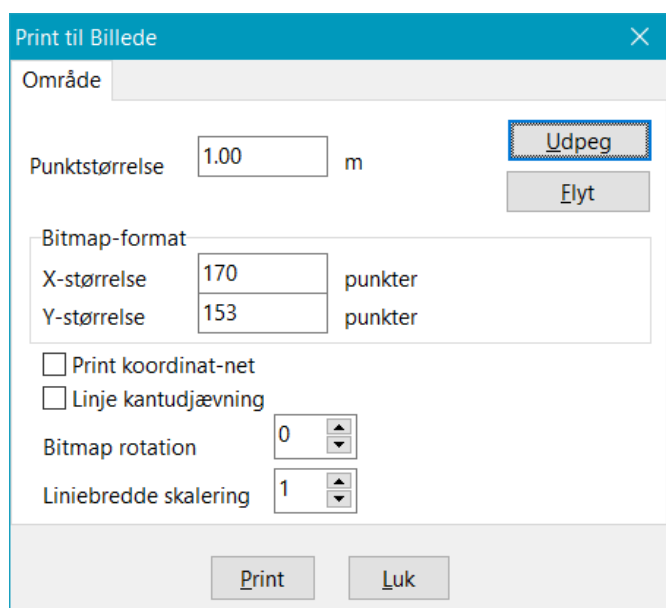 Print til Billede
Område
Punktstørrelse 1.00 m
Udpeg
Flyt
Bitmap-format
X-størrelse 170 punkter
Y-størrelse 153 punkter
Print koordinat-net
Linje kantudjævning
Bitmap rotation 0
Liniebredde skalering 1
Print Luk